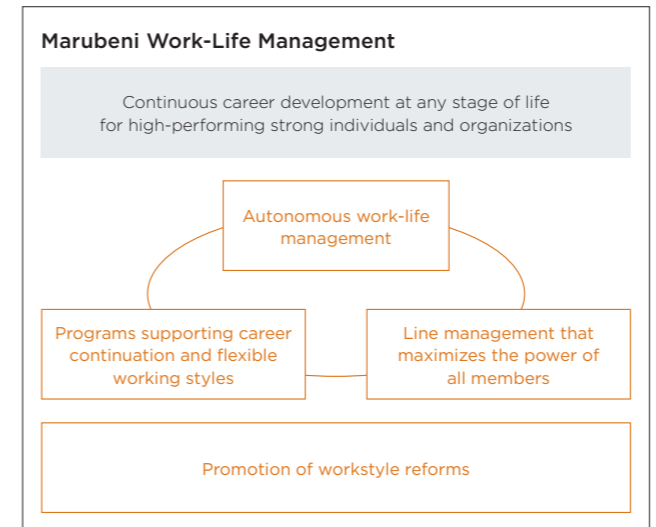 Marubeni Work-Life Management
Continuous career development at any stage of life
for high-performing strong individuals and organizations
Autonomous work-life
management
Programs supporting career
continuation and flexible
working styles
Line management that
maximizes the power of
all members
Promotion of workstyle reforms